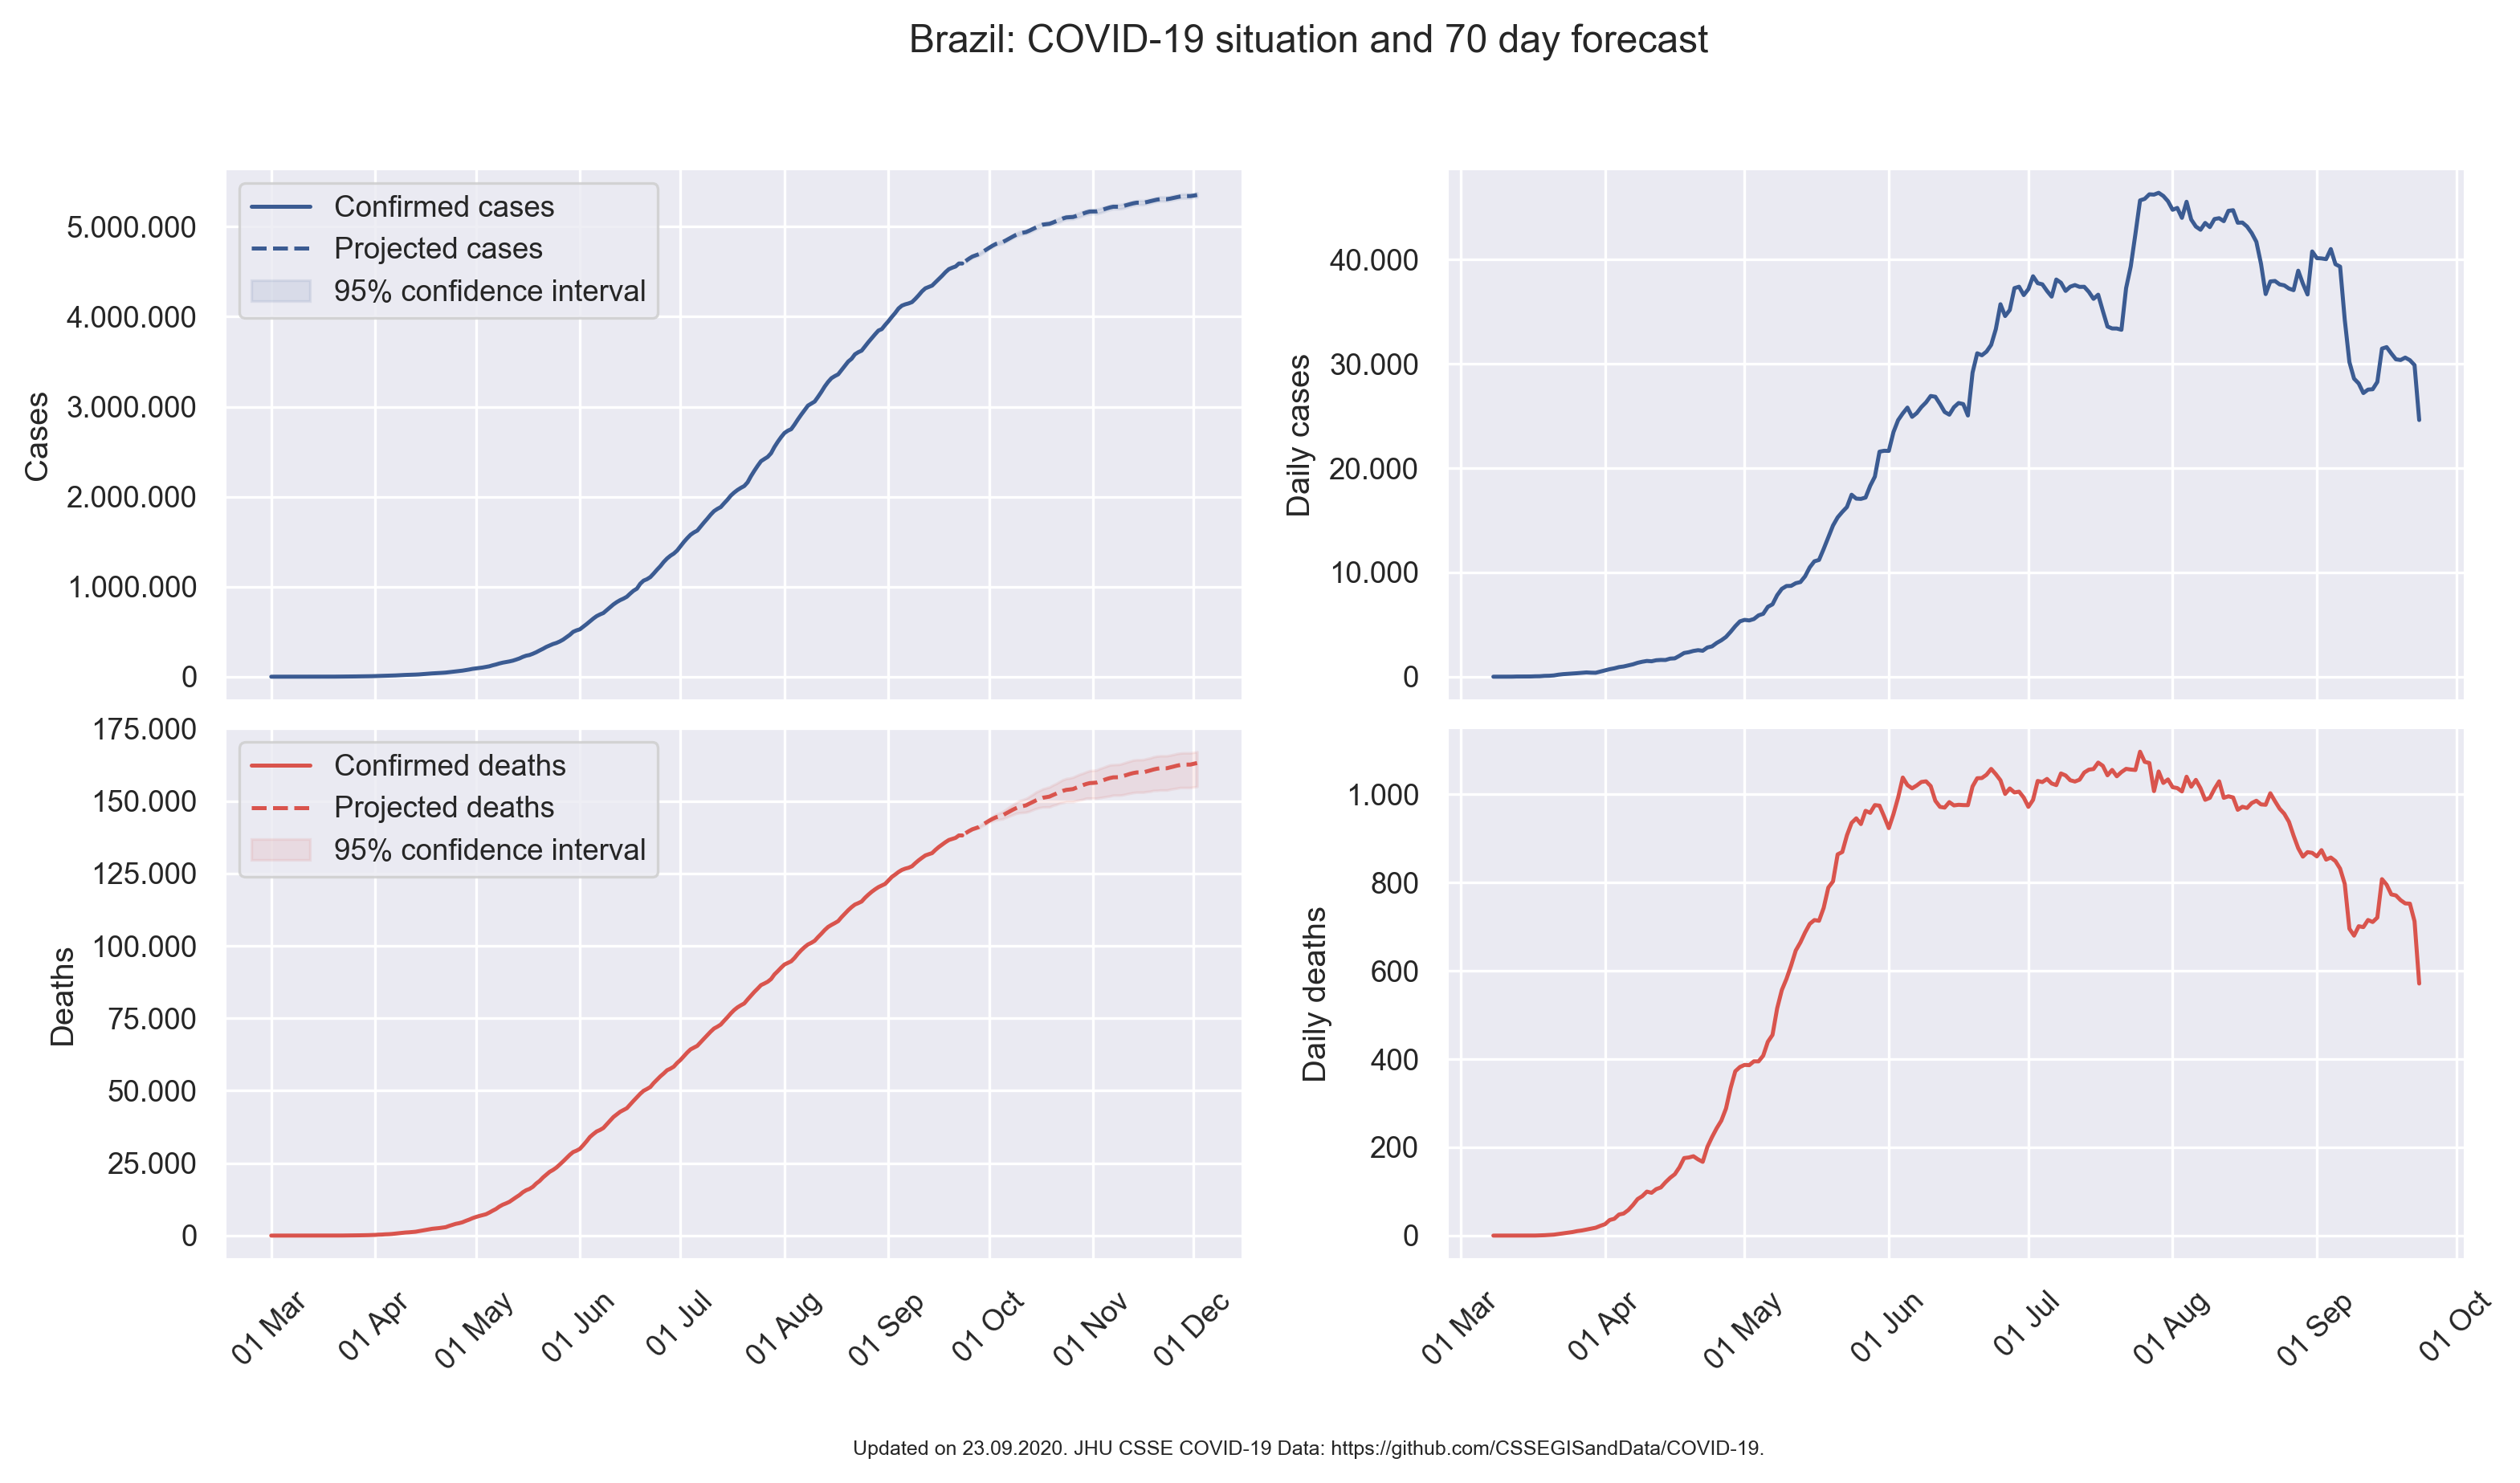 Brazil: COVID-19 situation and 70 day forecast
Cases
5.000.000
4.000.000
3.000.000
2.000.000
1.000.000
0
Confirmed cases
Projected cases
95% confidence interval
Daily cases
40.000
30.000
20.000
10.000
0
Deaths
175.000
150.000
125.000
100.000
75.000
50.000
25.000
0
Confirmed deaths
Projected deaths
95% confidence interval
01 Mar
01 Apr
01 May
01 Jun
01 Jul
01 Aug
01 Sep
01 Oct
01 Nov
01 Dec
Daily deaths
1.000
800
600
400
200
0
01 Mar
01 Apr
01 May
01 Jun
01 Jul
01 Aug
01 Sep
01 Oct
Updated on 23.09.2020. JHU CSSE COVID-19 Data: https://github.com/CSSEGISandData/COVID-19.